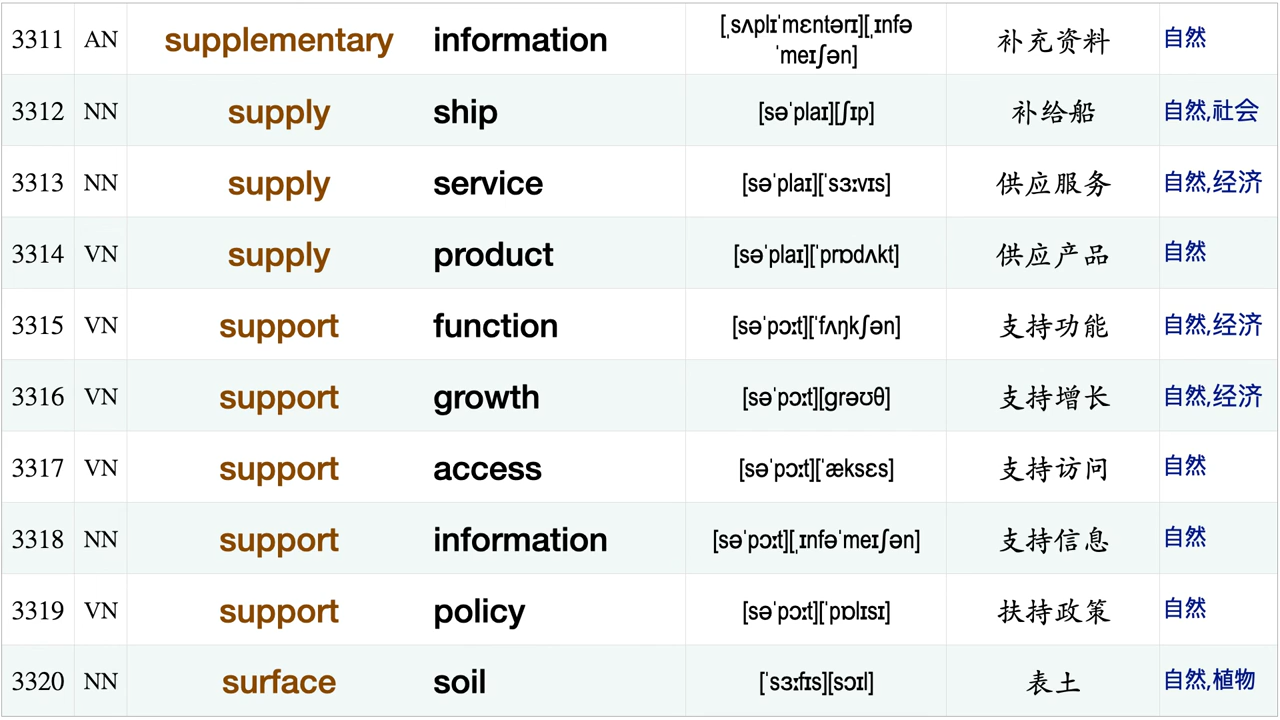 3311 AN supplementary information [ˌsʌplɪˈmɛntərɪ][ˌɪnfəˈmeɪʃən] 补充资料 自然
3312 NN supply ship [səˈplaɪ][ʃɪp] 补给船 自然,社会
3313 NN supply service [səˈplaɪ][ˈsɜːvɪs] 供应服务 自然,经济
3314 VN supply product [səˈplaɪ][ˈprɒdʌkt] 供应产品 自然
3315 VN support function [səˈpɔːt][ˈfʌŋkʃən] 支持功能 自然,经济
3316 VN support growth [səˈpɔːt][grəʊθ] 支持增长 自然,经济
3317 VN support access [səˈpɔːt][ˈæksɛs] 支持访问 自然
3318 NN support information [səˈpɔːt][ˌɪnfəˈmeɪʃən] 支持信息 自然
3319 VN support policy [səˈpɔːt][ˈpɒlɪsɪ] 扶持政策 自然
3320 NN surface soil [ˈsɜːfɪs][sɔɪl] 表土 自然,植物